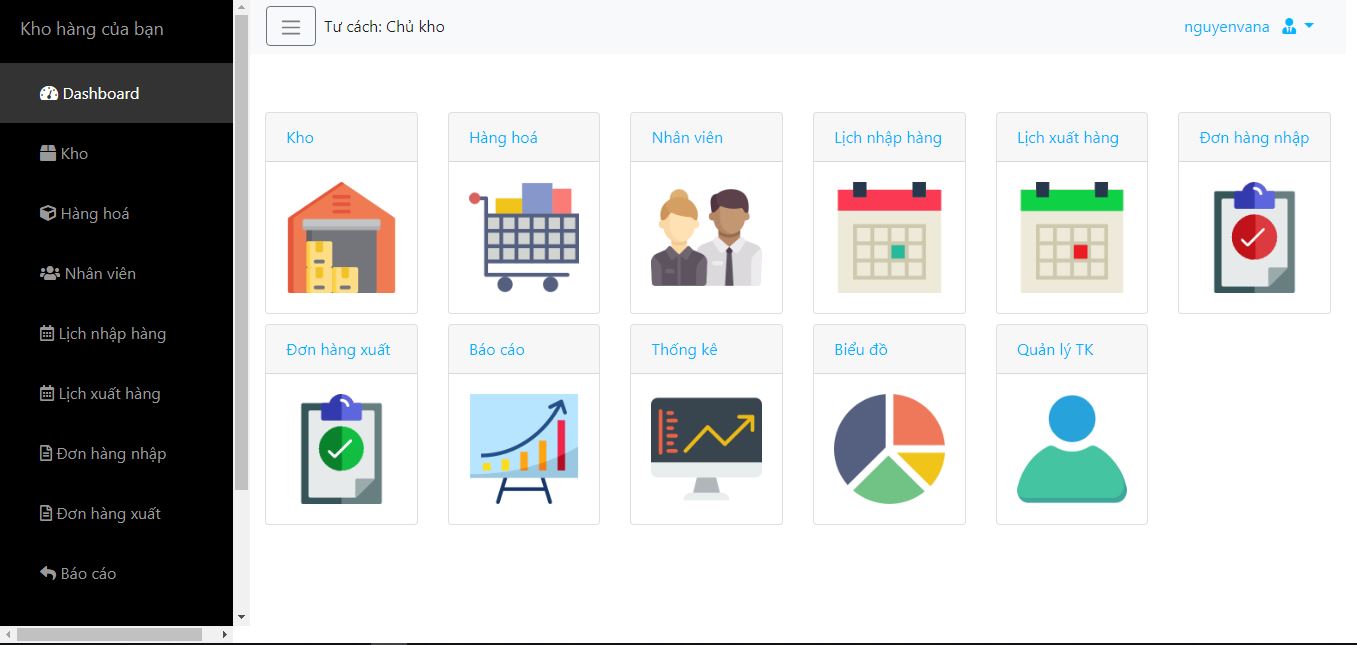 Kho hàng của bạn
Dashboard
Kho
Hàng hoá
Nhân viên
Lịch nhập hàng
Lịch xuất hàng
Đơn hàng nhập
Đơn hàng xuất
Báo cáo
Tư cách: Chủ kho
nguyenvana
Kho
Hàng hoá
Nhân viên
Lịch nhập hàng
Lịch xuất hàng
Đơn hàng nhập
Đơn hàng xuất
Báo cáo
Thống kê
Biểu đồ
Quản lý TK